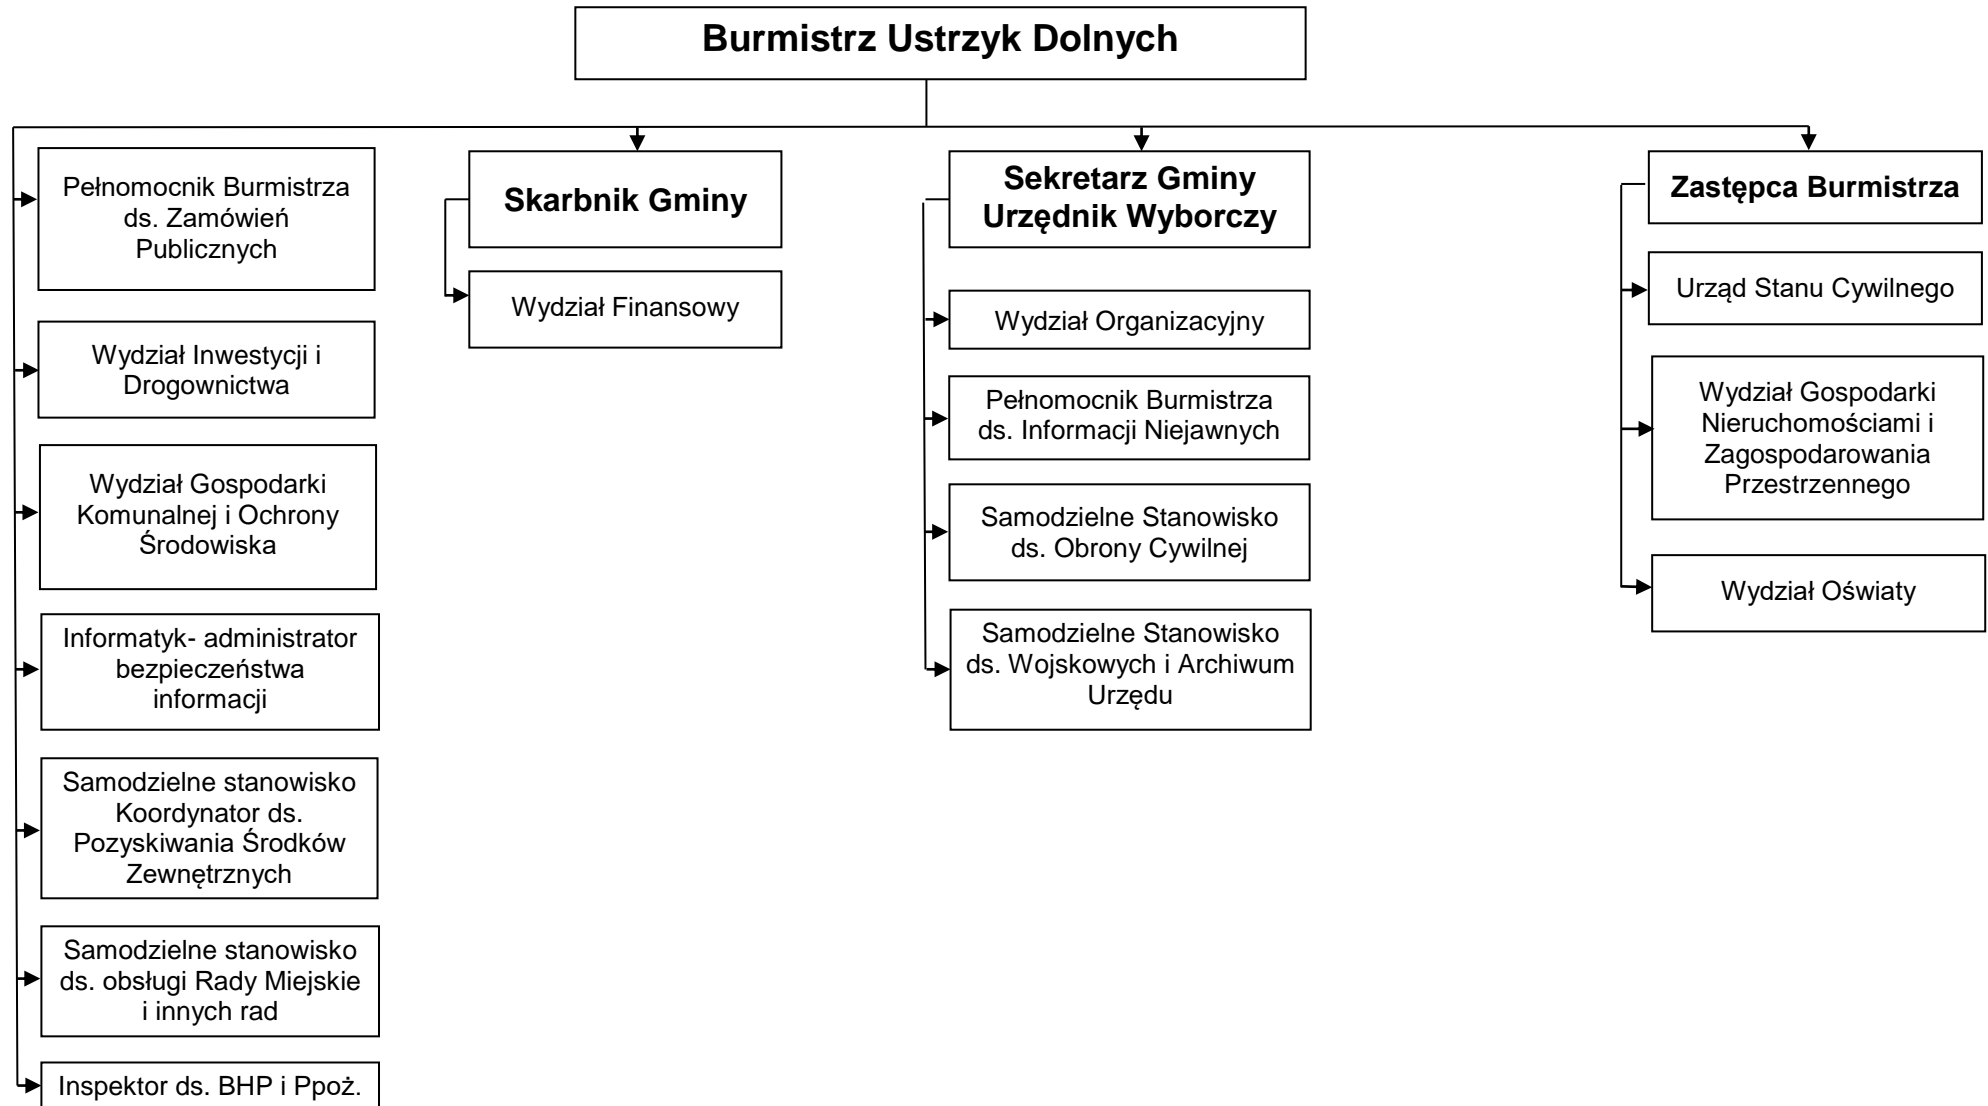 Burmistrz Ustrzyk Dolnych
Pełnomocnik Burmistrza
ds. Zamówień
Publicznych
Wydział Inwestycji i
Drogownictwa
Wydział Gospodarki
Komunalnej i Ochrony
Środowiska
Informatyk- administrator
bezpieczeństwa
informacji
Samodzielne stanowisko
Koordynator ds.
Pozyskiwania Środków
Zewnętrznych
Samodzielne stanowisko
ds. obsługi Rady Miejskie
i innych rad
Inspektor ds. BHP i Ppoż.
Skarbnik Gminy
Wydział Finansowy
Sekretarz Gminy
Urzędnik Wyborczy
Wydział Organizacyjny
Pełnomocnik Burmistrza
ds. Informacji Niejawnych
Samodzielne Stanowisko
ds. Obrony Cywilnej
Samodzielne Stanowisko
ds. Wojskowych i Archiwum
Urzędu
Zastępca Burmistrza
Urząd Stanu Cywilnego
Wydział Gospodarki
Nieruchomościami i
Zagospodarowania
Przestrzennego
Wydział Oświaty